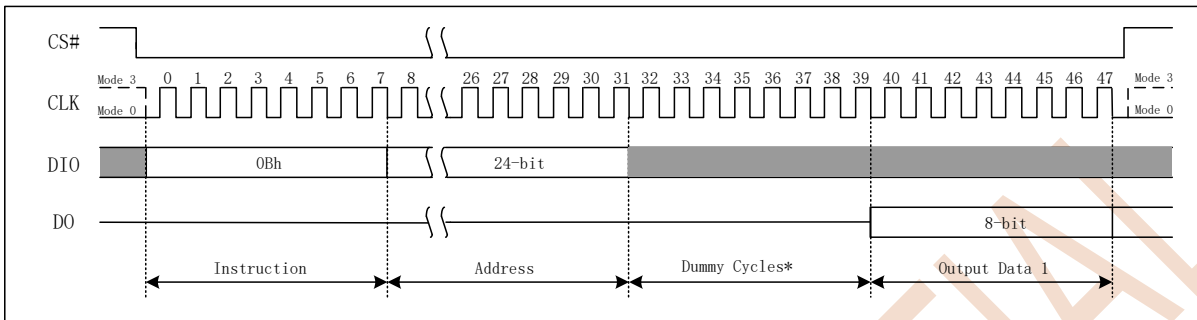 CS#
Mode 3 0 1 2 3 4 5 6 7 8 26 27 28 29 30 31 32 33 34 35 36 37 38 39 40 41 42 43 44 45 46 47 Mode 3
CLK
Mode 0 Mode 0
DIO 0Bh 24-bit
DO 8-bit
Instruction Address Dummy Cycles* Output Data 1
TIAL